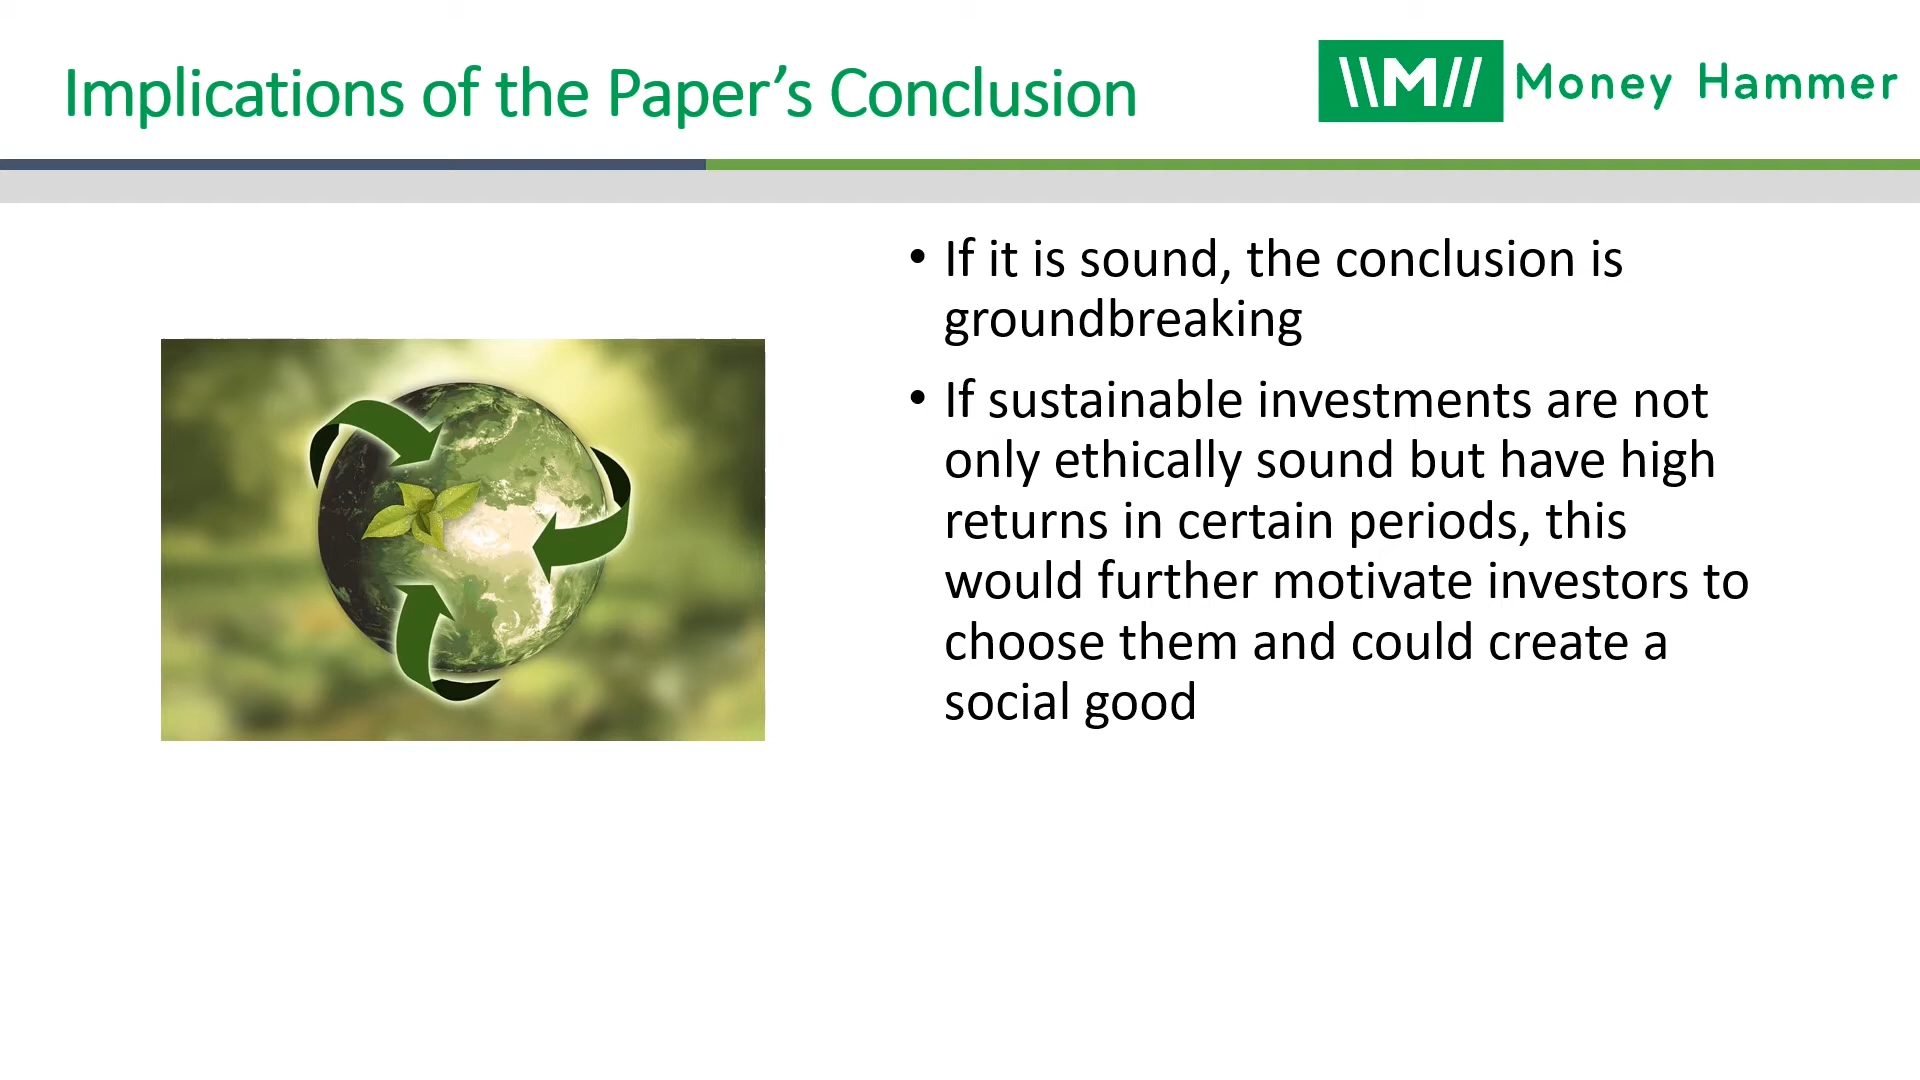 Implications of the Paper’s Conclusion
\\M// Money Hammer
• If it is sound, the conclusion is
groundbreaking
• If sustainable investments are not
only ethically sound but have high
returns in certain periods, this
would further motivate investors to
choose them and could create a
social good